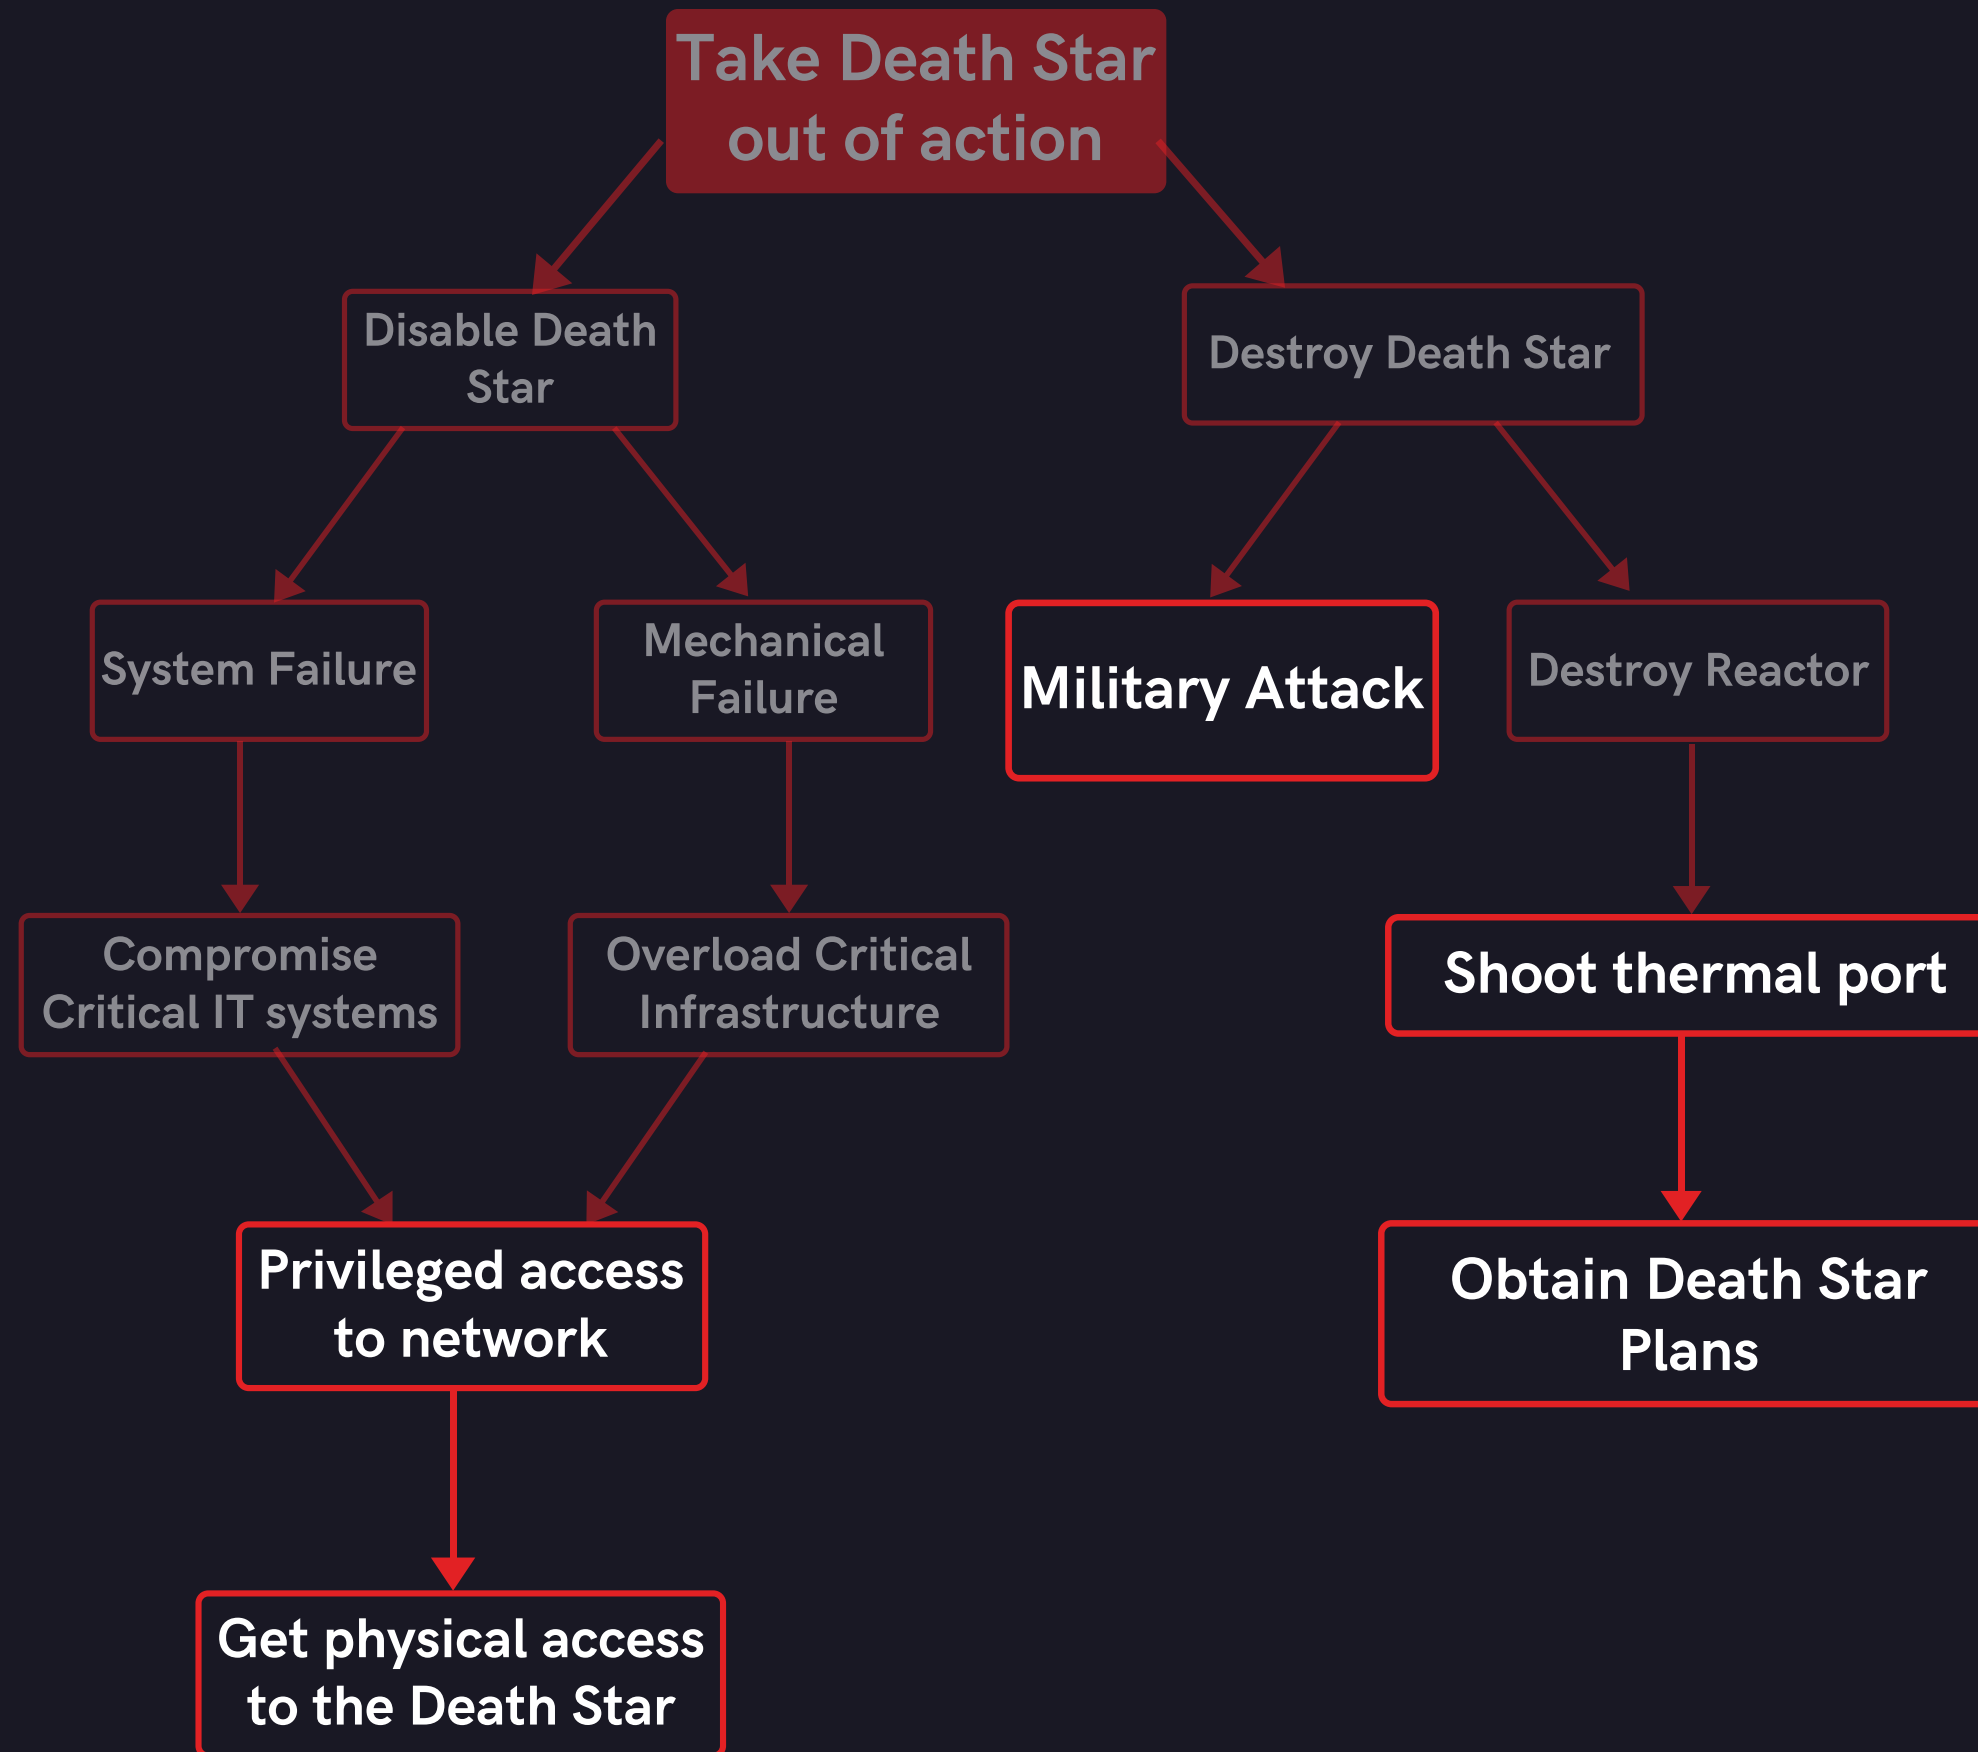 Take Death Star
out of action
Disable Death
Star
Destroy Death Star
System Failure
Mechanical
Failure
Military Attack
Destroy Reactor
Compromise
Critical IT systems
Overload Critical
Infrastructure
Shoot thermal port
Privileged access
to network
Obtain Death Star
Plans
Get physical access
to the Death Star